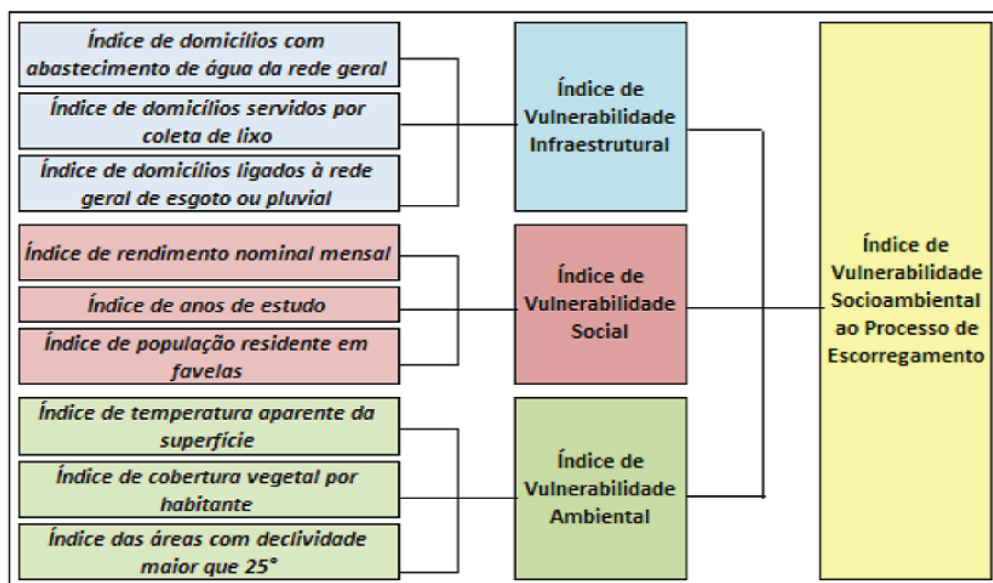 Índice de domicílios com
abastecimento de água da rede geral
Índice de domicílios servidos por
coleta de lixo
Índice de domicílios ligados à rede
geral de esgoto ou pluvial
Índice de
Vulnerabilidade
Infraestrutural
Índice de rendimento nominal mensal
Índice de anos de estudo
Índice de população residente em
favelas
Índice de
Vulnerabilidade
Social
Índice de temperatura aparente da
superfície
Índice de cobertura vegetal por
habitante
Índice das áreas com declividade
maior que 25°
Índice de
Vulnerabilidade
Ambiental
Índice de
Vulnerabilidade
Socioambiental
ao Processo de
Escorregamento